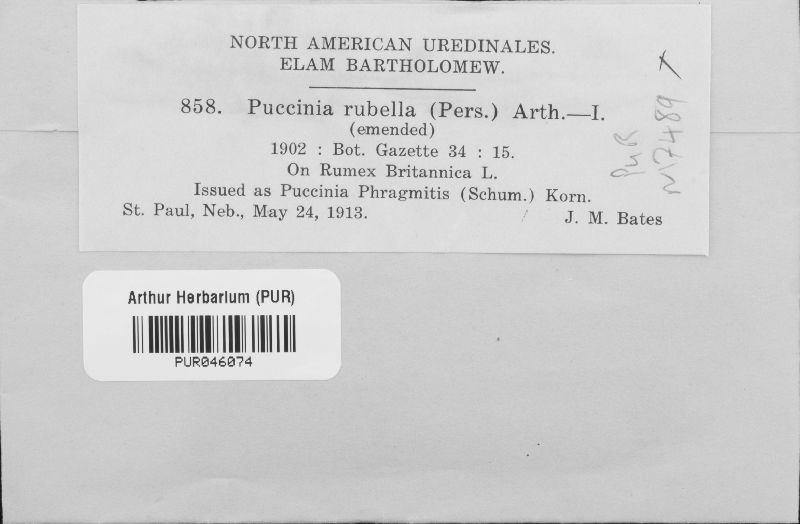 NORTH AMERICAN UREDINALES.
ELAM BARTHOLOMEW.
858. Puccinia rubella (Pers.) Arth.—I.
(emended)
1902 : Bot. Gazette 34 : 15.
On Rumex Britannica L.
Issued as Puccinia Phragmitis (Schum.) Korn.
St. Paul, Neb., May 24, 1913. J. M. Bates
PUR
Arthur Herbarium (PUR)
PUR046074